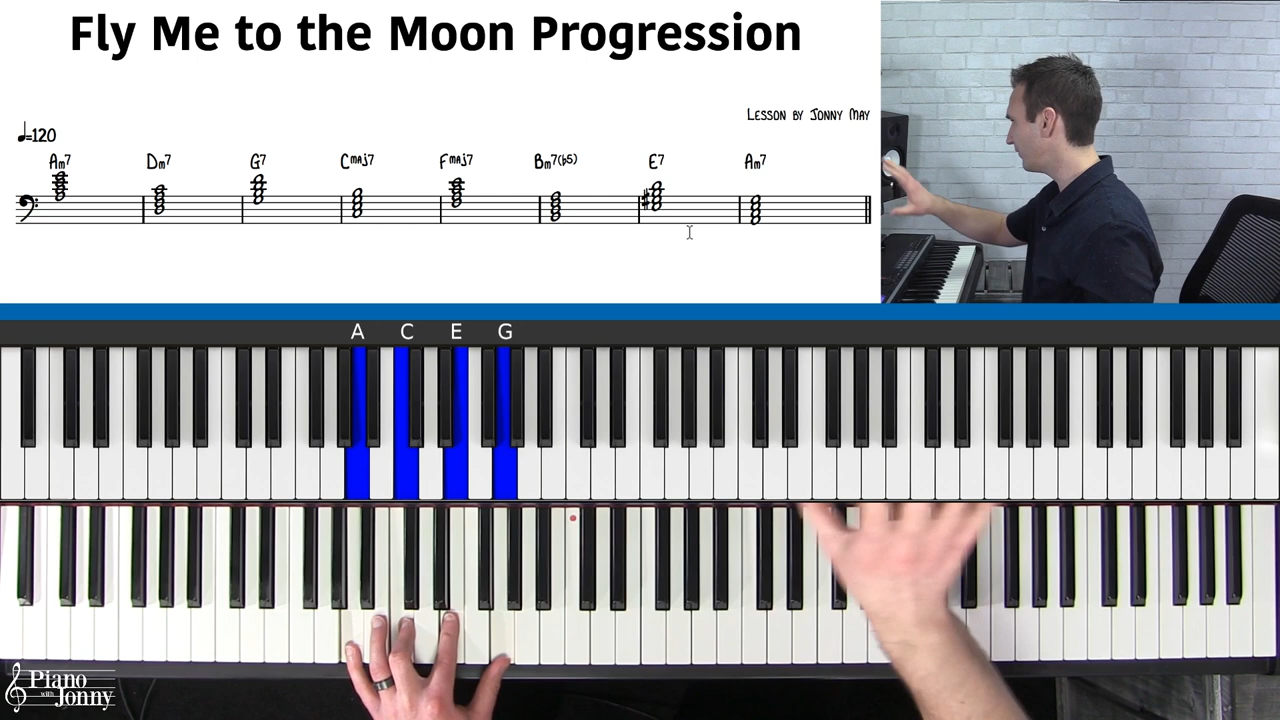 Fly Me to the Moon Progression
Lesson by Jonny May
♩=120
Am7 Dm7 G7 Cmaj7 Fmaj7 Bm7(b5) E7 Am7
A C E G
Piano
with
Jonny